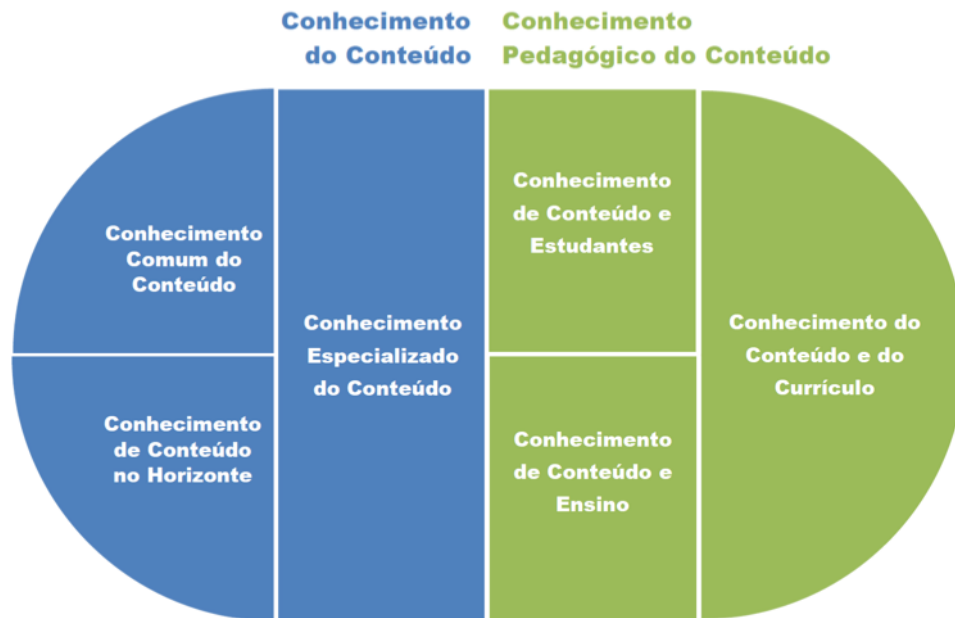 Conhecimento
do Conteúdo
Conhecimento
Pedagógico do Conteúdo
Conhecimento
Comum do
Conteúdo
Conhecimento
de Conteúdo
no Horizonte
Conhecimento
Especializado
do Conteúdo
Conhecimento
de Conteúdo e
Estudantes
Conhecimento
de Conteúdo e
Ensino
Conhecimento do
Conteúdo e do
Currículo